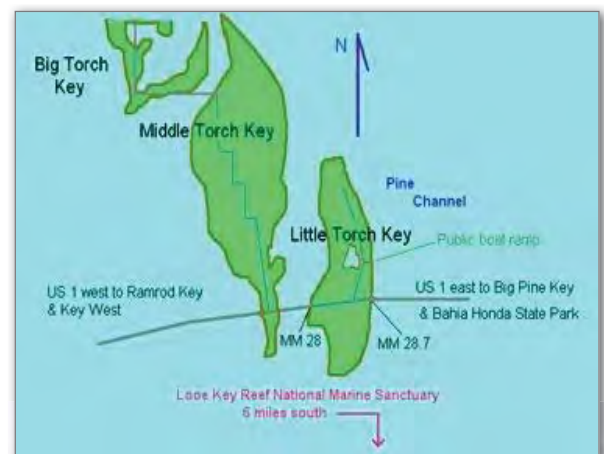 N
Big Torch
Key
Middle Torch Key
Pine
Channel
Little Torch Key
Public boat ramp
US 1 west to Ramrod Key
& Key West
US 1 east to Big Pine Key
& Bahia Honda State Park
MM 28
MM 28.7
Looe Key Reef National Marine Sanctuary
6 miles south